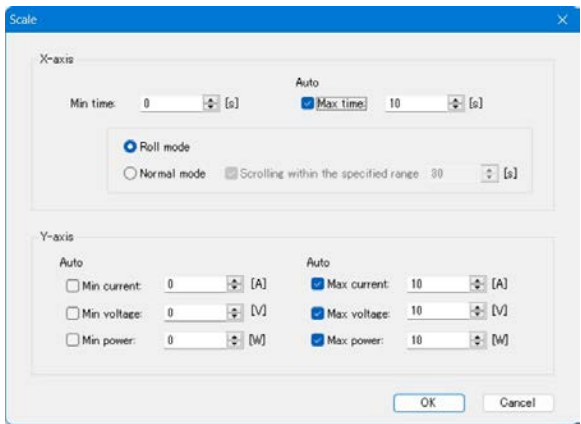 Scale
X-axis
Auto
Min time: 0 [s] Max time: 10 [s]
Roll mode
Normal mode Scrolling within the specified range 30 [s]
Y-axis
Auto Auto
Min current: 0 [A] Max current: 10 [A]
Min voltage: 0 [V] Max voltage: 10 [V]
Min power: 0 [W] Max power: 10 [W]
OK Cancel